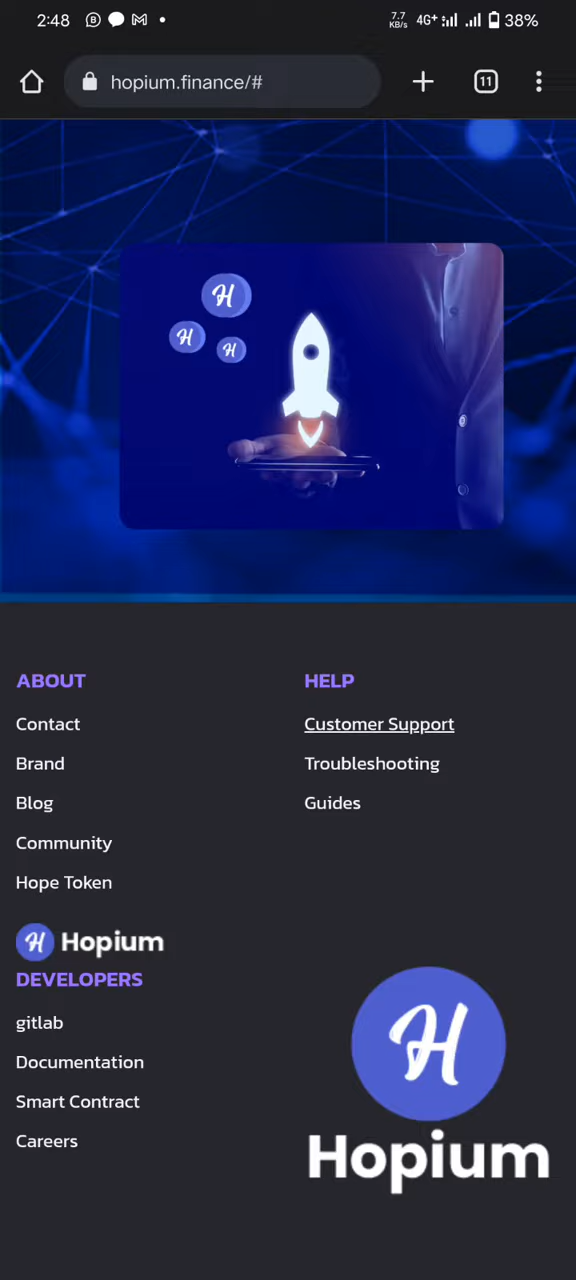 2:48
7.7
KB/s
4G+
38%
hopium.finance/#
11
H
H
H
ABOUT
Contact
Brand
Blog
Community
Hope Token
HELP
Customer Support
Troubleshooting
Guides
H Hopium
DEVELOPERS
gitlab
Documentation
Smart Contract
Careers
H
Hopium